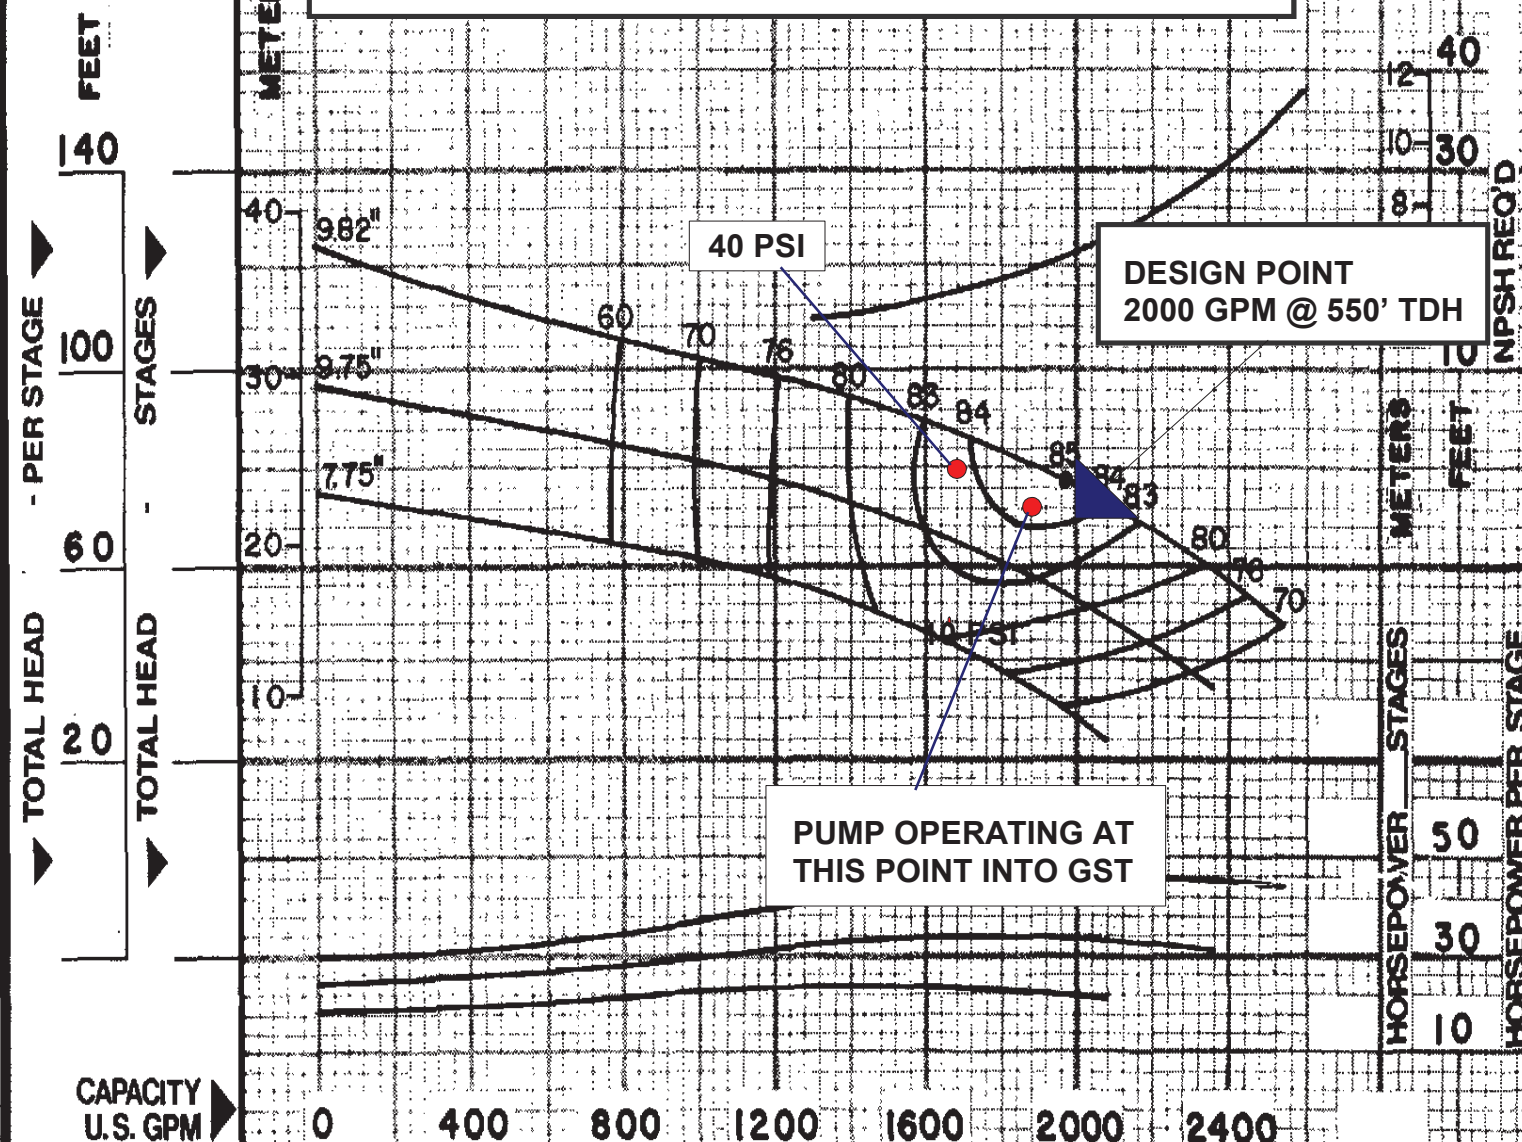 FEET
140
100
60
20
TOTAL HEAD - PER STAGE
TOTAL HEAD - STAGES
40
30
20
10
9.82"
9.75"
7.75"
60
70
76
80
83
84
85
84
83
80
76
70
40 PSI
DESIGN POINT
2000 GPM @ 550' TDH
PUMP OPERATING AT
THIS POINT INTO GST
12
10
8
40
30
10
NPSH REQ'D
METERS
FEET
HORSEPOWER STAGES
HORSEPOWER PER STAGE
50
30
10
CAPACITY
U.S. GPM
0 400 800 1200 1600 2000 2400